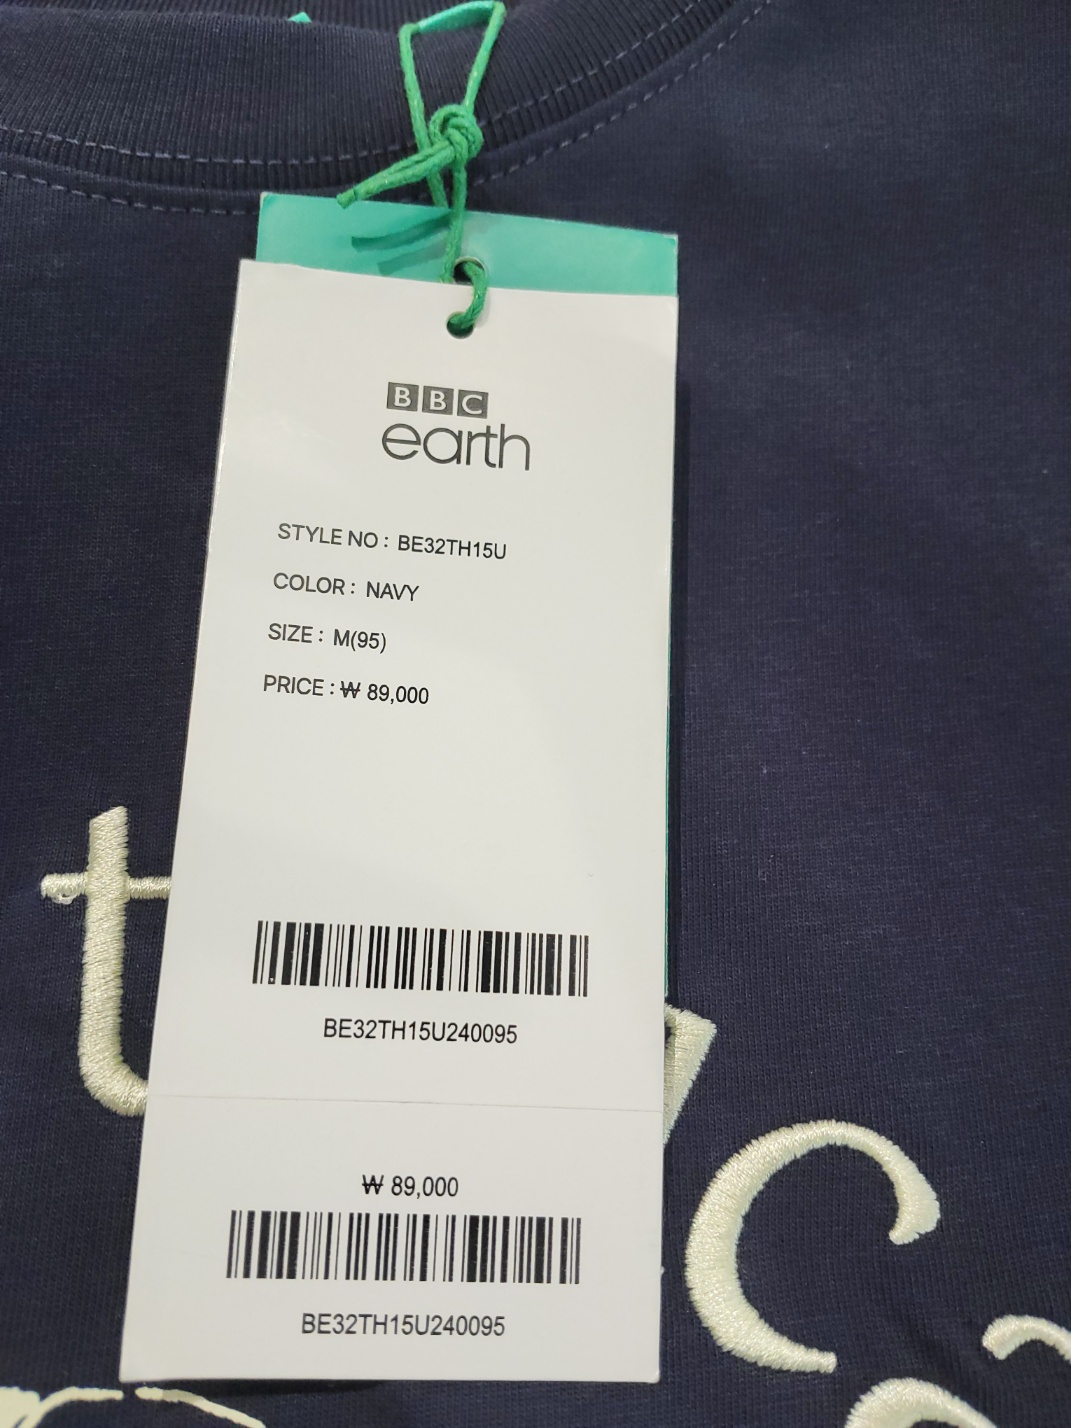 BBC
earth
STYLE NO : BE32TH15U
COLOR : NAVY
SIZE : M(95)
PRICE : ₩ 89,000
BE32TH15U240095
₩ 89,000
BE32TH15U240095
t
C